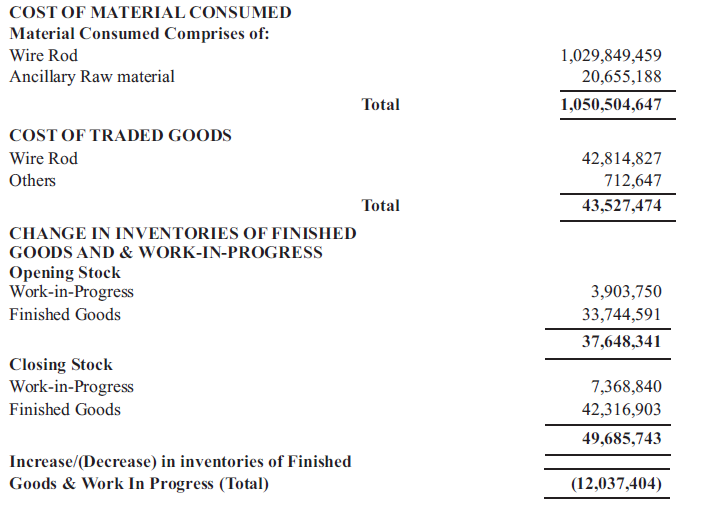 COST OF MATERIAL CONSUMED
Material Consumed Comprises of:
Wire Rod 1,029,849,459
Ancillary Raw material 20,655,188
Total 1,050,504,647
COST OF TRADED GOODS
Wire Rod 42,814,827
Others 712,647
Total 43,527,474
CHANGE IN INVENTORIES OF FINISHED
GOODS AND & WORK-IN-PROGRESS
Opening Stock
Work-in-Progress 3,903,750
Finished Goods 33,744,591
37,648,341
Closing Stock
Work-in-Progress 7,368,840
Finished Goods 42,316,903
49,685,743
Increase/(Decrease) in inventories of Finished
Goods & Work In Progress (Total) (12,037,404)